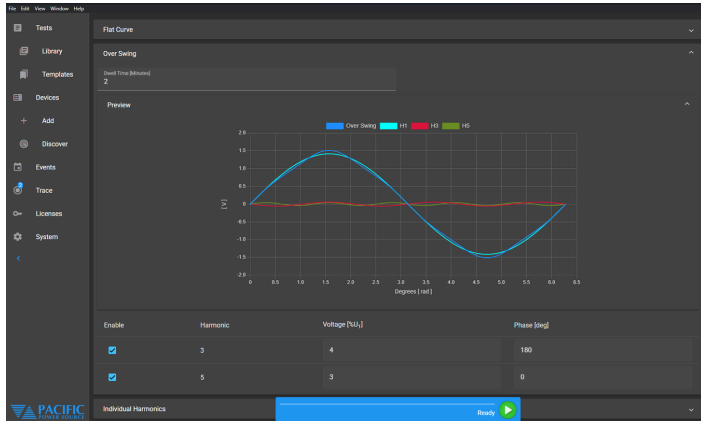 File Edit View Window Help
Tests
Library
Templates
Devices
Add
Discover
Events
Trace
Licenses
System
PACIFIC
POWER SOURCE
Flat Curve
Over Swing
Dwell Time [Minutes]
2
Preview
Over Swing H1 H3 H5
2.0
1.5
1.0
0.5
0
-0.5
-1.0
-1.5
-2.0
[ V ]
0 0.5 1.0 1.5 2.0 2.5 3.0 3.5 4.0 4.5 5.0 5.5 6.0 6.5
Degrees [ rad ]
Enable Harmonic Voltage [%U1] Phase [deg]
3 4 180
5 3 0
Individual Harmonics
Ready